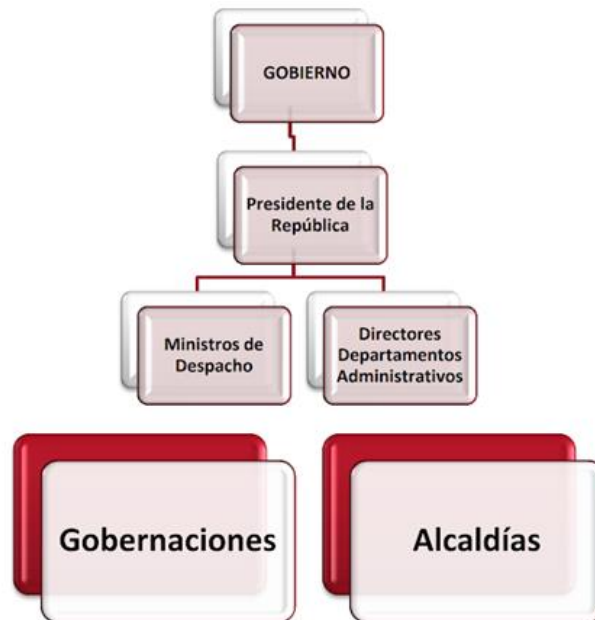 GOBIERNO
Presidente de la
República
Ministros de
Despacho
Directores
Departamentos
Administrativos
Gobernaciones
Alcaldías